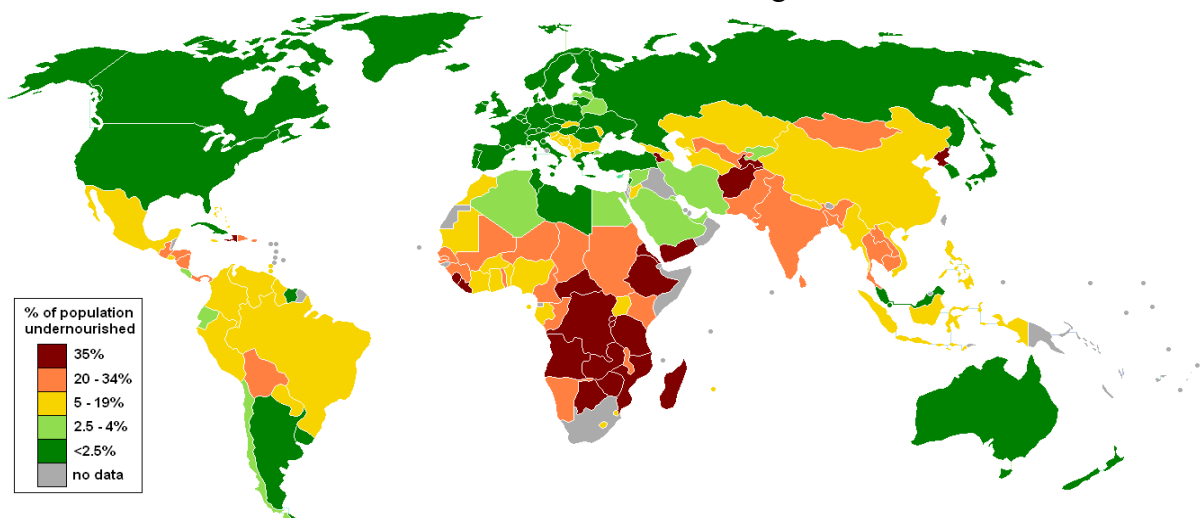 % of population
undernourished
35%
20 - 34%
5 - 19%
2.5 - 4%
<2.5%
no data